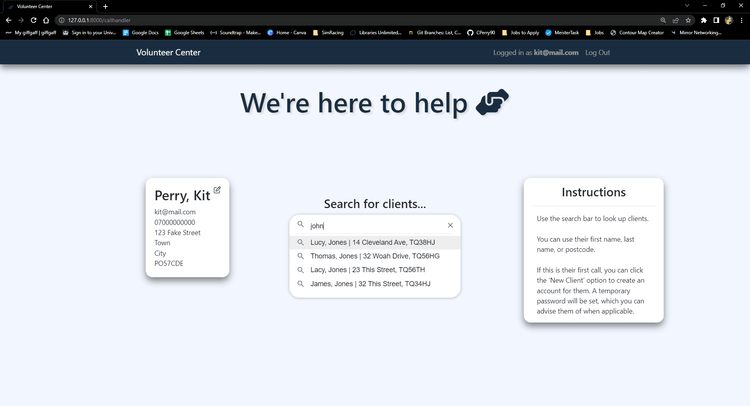 Volunteer Center
127.0.0.1:8000/callhandler
My giffgaff | giffgaff
Sign in to your Univ...
Google Docs
Google Sheets
Soundtrap - Make...
Home - Canva
SimRacing
Libraries Unlimited...
Git Branches: List, C...
CPerry90
Jobs to Apply
MeisterTask
Jobs
Contour Map Creator
Mirror Networking...
Volunteer Center
Logged in as kit@mail.com
Log Out
We're here to help
Perry, Kit
kit@mail.com
07000000000
123 Fake Street
Town
City
PO57CDE
Search for clients...
john
Lucy, Jones | 14 Cleveland Ave, TQ38HJ
Thomas, Jones | 32 Woah Drive, TQ56HG
Lacy, Jones | 23 This Street, TQ56TH
James, Jones | 32 This Street, TQ34HJ
Instructions
Use the search bar to look up clients.
You can use their first name, last
name, or postcode.
If this is their first call, you can click
the 'New Client' option to create an
account for them. A temporary
password will be set, which you can
advise them of when applicable.